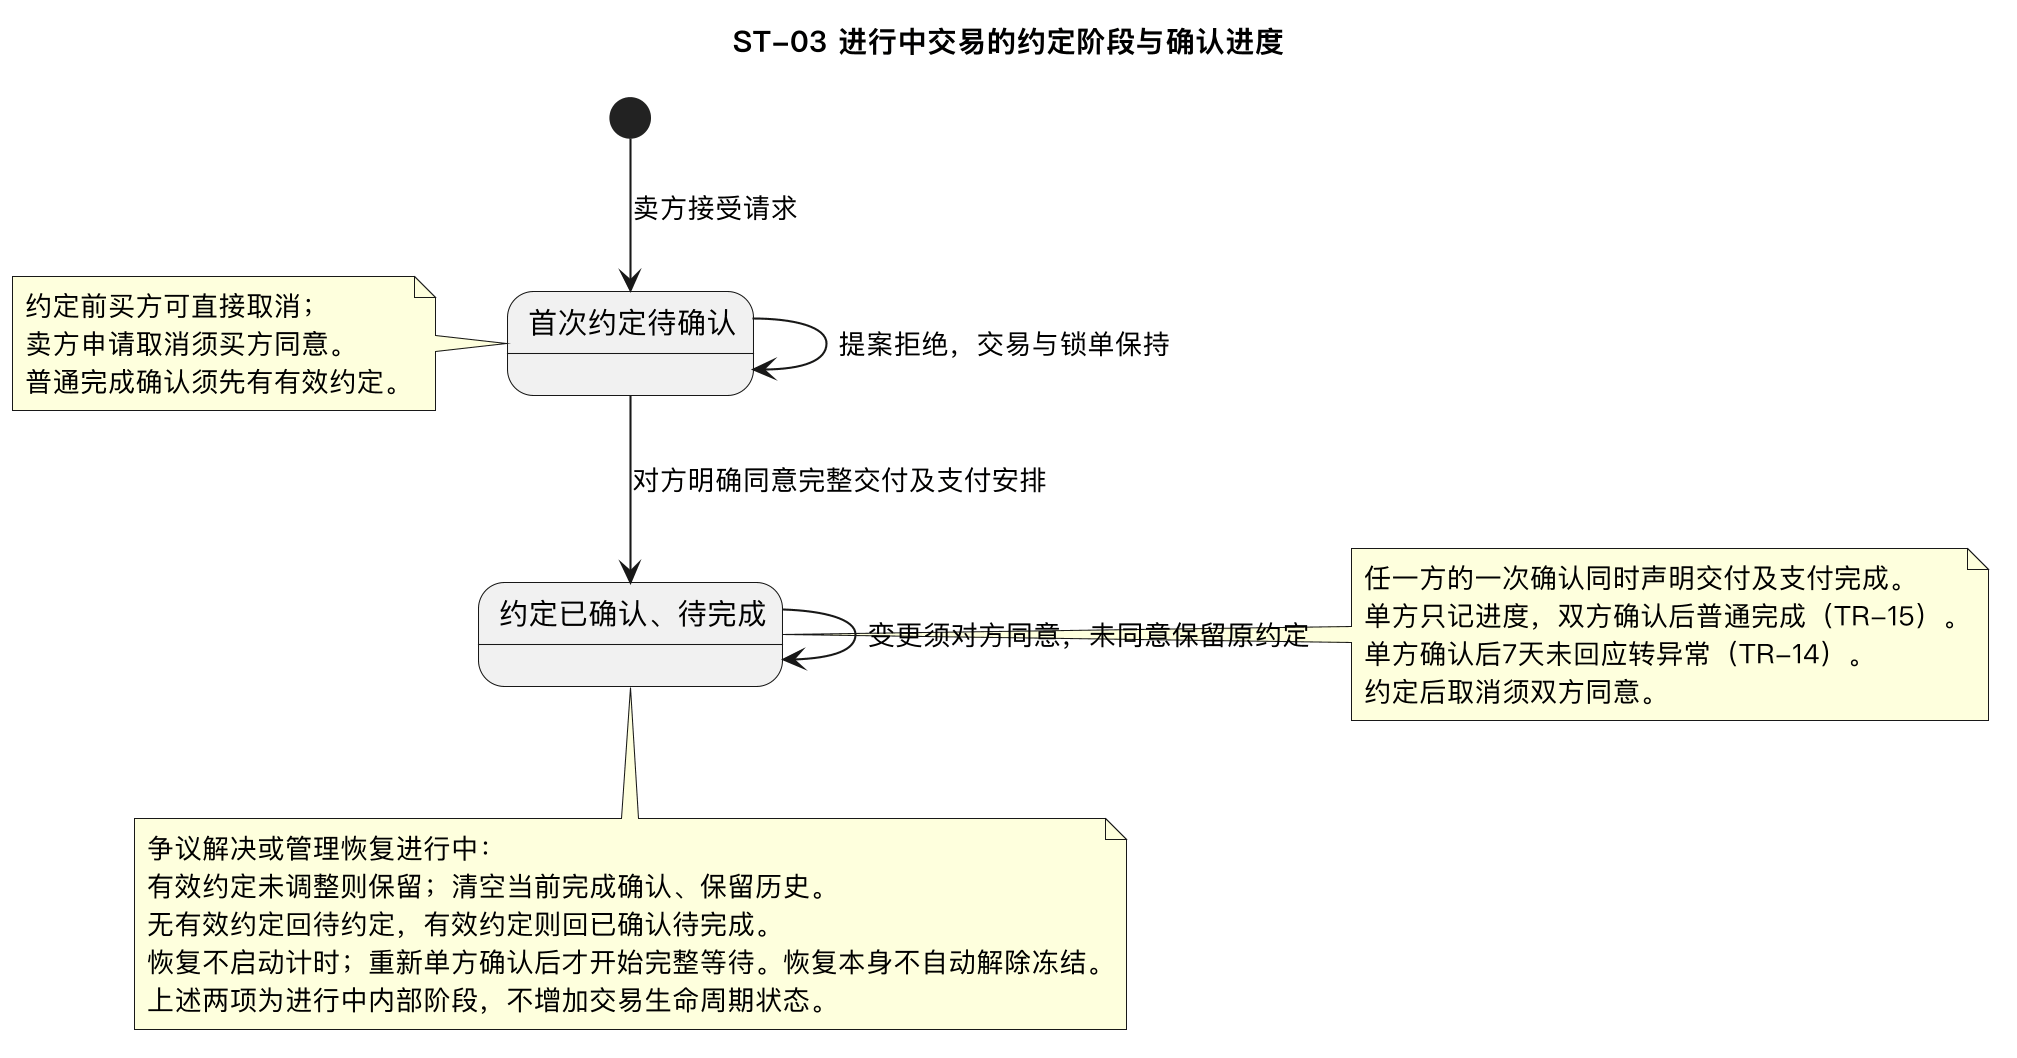 ST-03 进行中交易的约定阶段与确认进度
卖方接受请求
约定前买方可直接取消；
卖方申请取消须买方同意。
普通完成确认须先有有效约定。
首次约定待确认
提案拒绝，交易与锁单保持
对方明确同意完整交付及支付安排
约定已确认、待完成
变更须对方同意，未同意保留原约定
任一方的一次确认同时声明交付及支付完成。
单方只记进度，双方确认后普通完成（TR-15）。
单方确认后7天未回应转异常（TR-14）。
约定后取消须双方同意。
争议解决或管理恢复进行中：
有效约定未调整则保留；清空当前完成确认、保留历史。
无有效约定回待约定，有效约定则回已确认待完成。
恢复不启动计时；重新单方确认后才开始完整等待。恢复本身不自动解除冻结。
上述两项为进行中内部阶段，不增加交易生命周期状态。